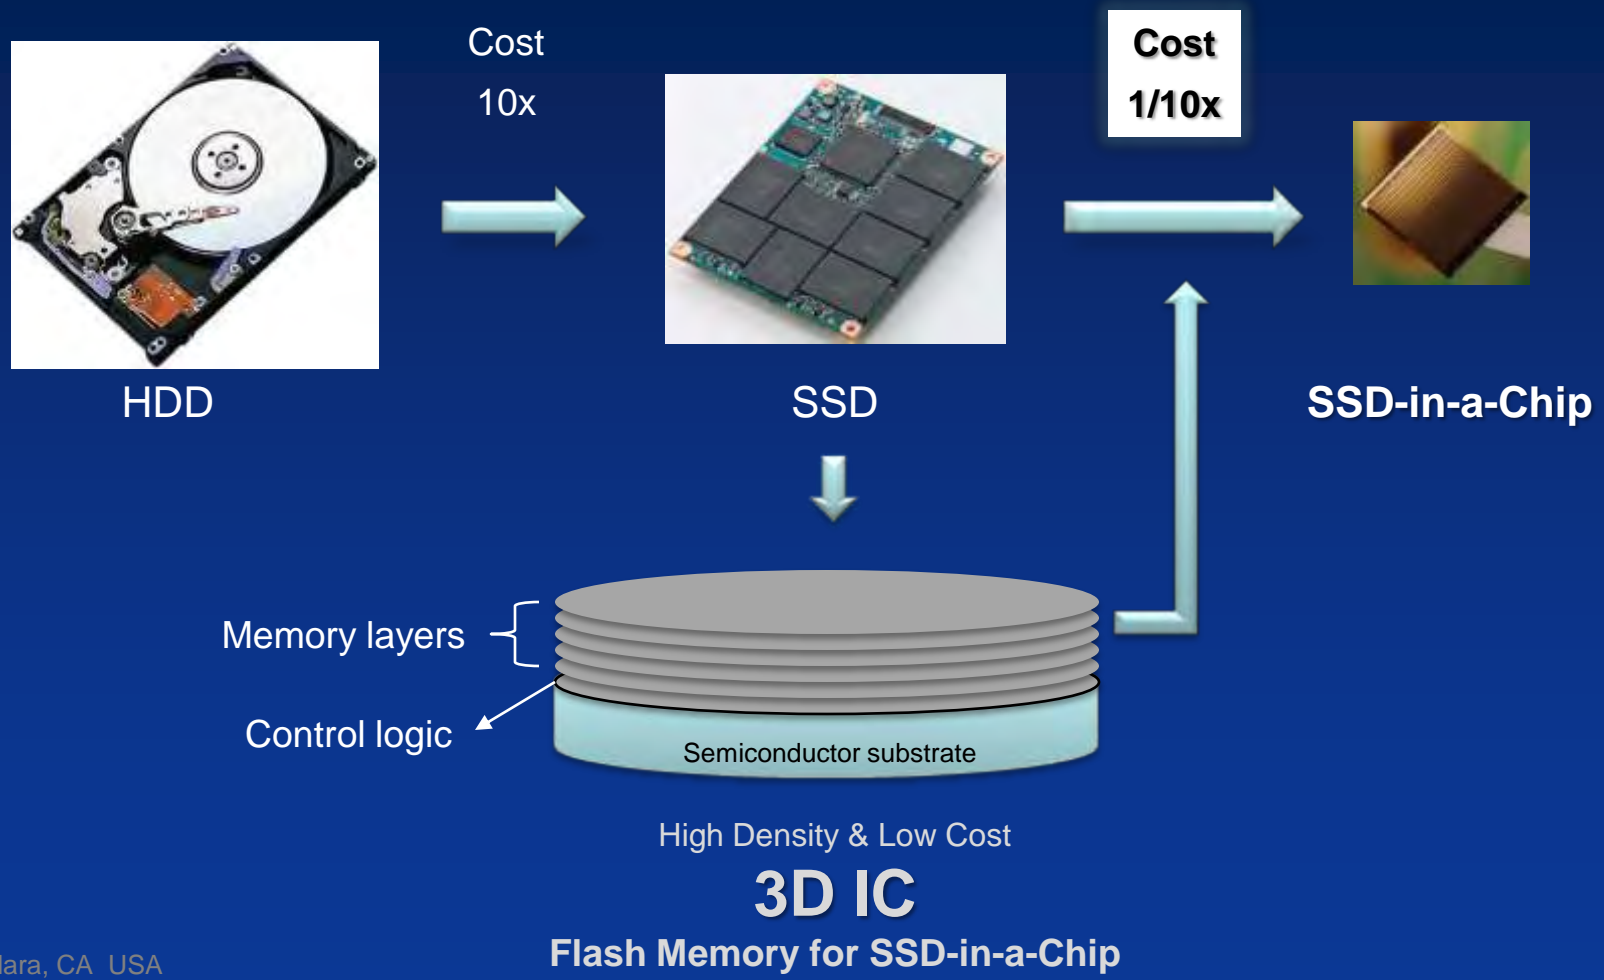 Cost
10x
Cost
1/10x
HDD
SSD
SSD-in-a-Chip
Memory layers
Control logic
Semiconductor substrate
High Density & Low Cost
3D IC
Flash Memory for SSD-in-a-Chip
CA USA